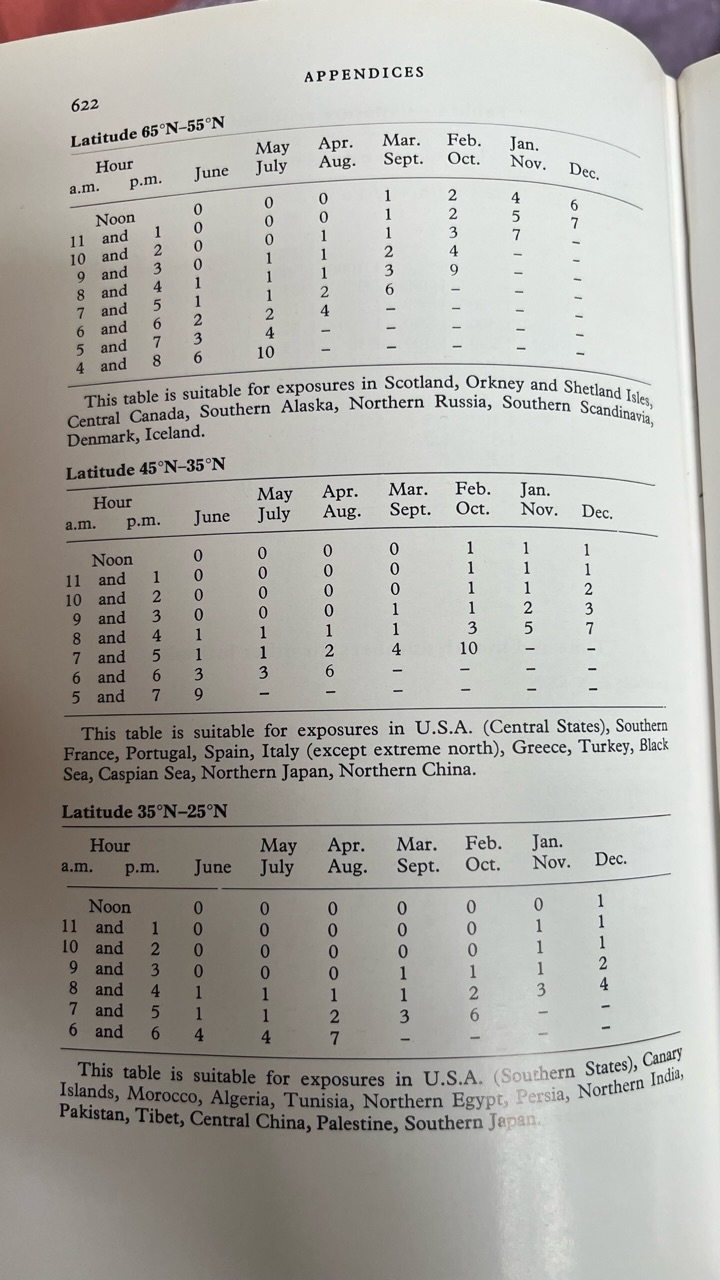 APPENDICES
622
Latitude 65°N–55°N
Hour May Apr. Mar. Feb. Jan.
a.m. p.m. June July Aug. Sept. Oct. Nov. Dec.
Noon 0 0 0 1 2 4 6
11 and 1 0 0 0 1 2 5 7
10 and 2 0 0 1 1 3 7 –
9 and 3 0 1 1 2 4 – –
8 and 4 1 1 1 3 9 – –
7 and 5 1 1 2 6 – – –
6 and 6 2 2 4 – – – –
5 and 7 3 4 – – – – –
4 and 8 6 10 – – – – –
This table is suitable for exposures in Scotland, Orkney and Shetland Isles,
Central Canada, Southern Alaska, Northern Russia, Southern Scandinavia,
Denmark, Iceland.
Latitude 45°N–35°N
Hour May Apr. Mar. Feb. Jan.
a.m. p.m. June July Aug. Sept. Oct. Nov. Dec.
Noon 0 0 0 0 1 1 1
11 and 1 0 0 0 0 1 1 1
10 and 2 0 0 0 0 1 1 2
9 and 3 0 0 0 1 1 2 3
8 and 4 1 1 1 1 3 5 7
7 and 5 1 1 2 4 10 – –
6 and 6 3 3 6 – – – –
5 and 7 9 – – – – – –
This table is suitable for exposures in U.S.A. (Central States), Southern
France, Portugal, Spain, Italy (except extreme north), Greece, Turkey, Black
Sea, Caspian Sea, Northern Japan, Northern China.
Latitude 35°N–25°N
Hour May Apr. Mar. Feb. Jan.
a.m. p.m. June July Aug. Sept. Oct. Nov. Dec.
Noon 0 0 0 0 0 0 1
11 and 1 0 0 0 0 0 1 1
10 and 2 0 0 0 0 0 1 1
9 and 3 0 0 0 1 1 1 2
8 and 4 1 1 1 1 2 3 4
7 and 5 1 1 2 3 6 – –
6 and 6 4 4 7 – – – –
This table is suitable for exposures in U.S.A. (Southern States), Canary
Islands, Morocco, Algeria, Tunisia, Northern Egypt, Persia, Northern India,
Pakistan, Tibet, Central China, Palestine, Southern Japan.